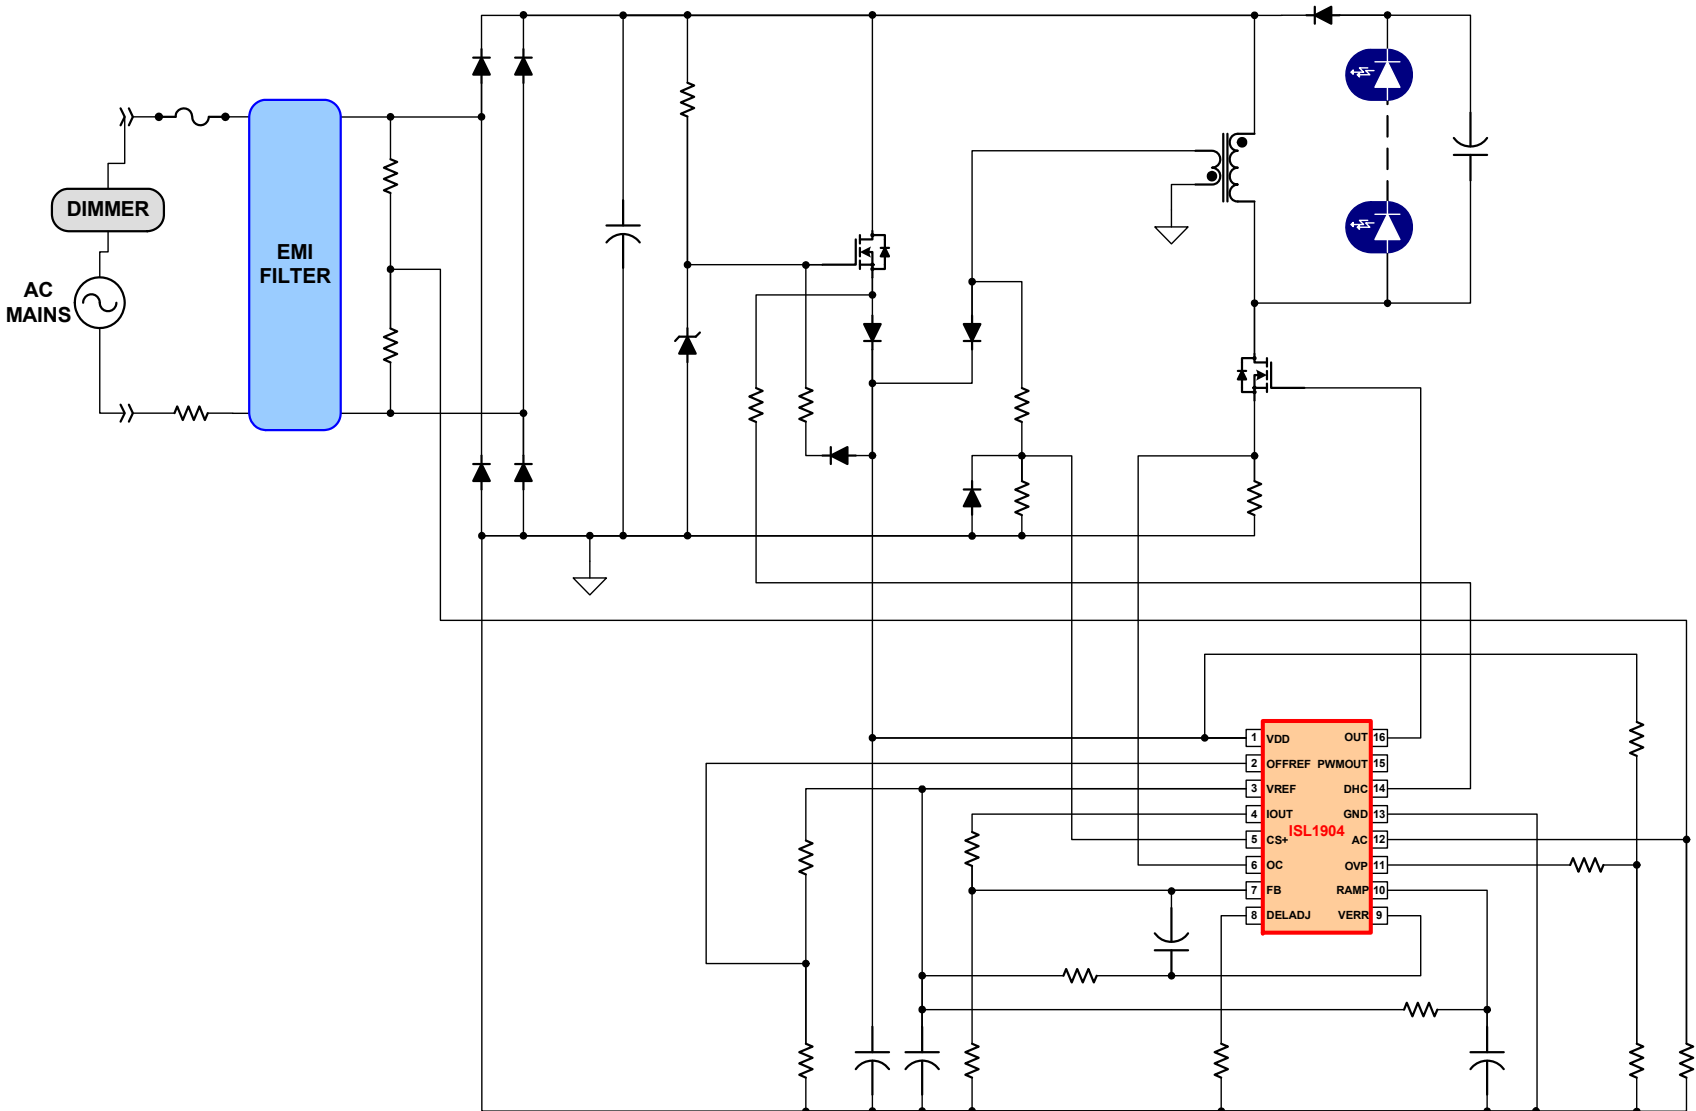 DIMMER
EMI
FILTER
AC
MAINS
1 VDD OUT 16
2 OFFREF PWMOUT 15
3 VREF DHC 14
4 IOUT GND 13
ISL1904
5 CS+ AC 12
6 OC OVP 11
7 FB RAMP 10
8 DELADJ VERR 9